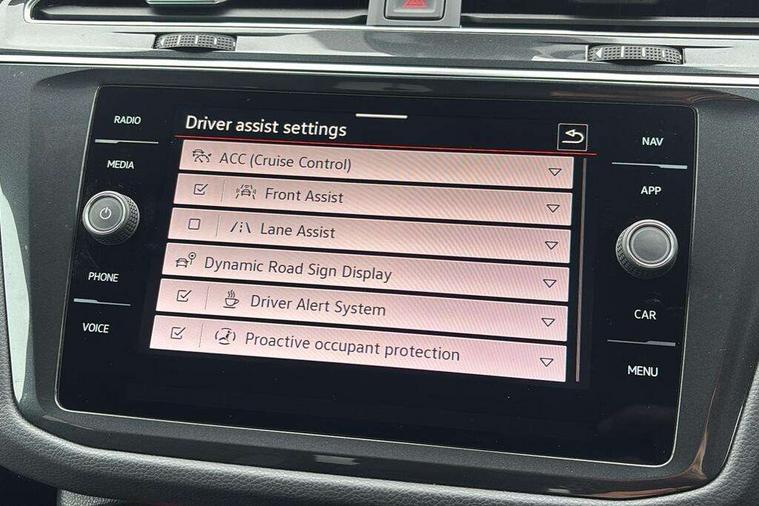 RADIO
MEDIA
PHONE
VOICE
Driver assist settings
ACC (Cruise Control)
Front Assist
Lane Assist
Dynamic Road Sign Display
Driver Alert System
Proactive occupant protection
NAV
APP
CAR
MENU